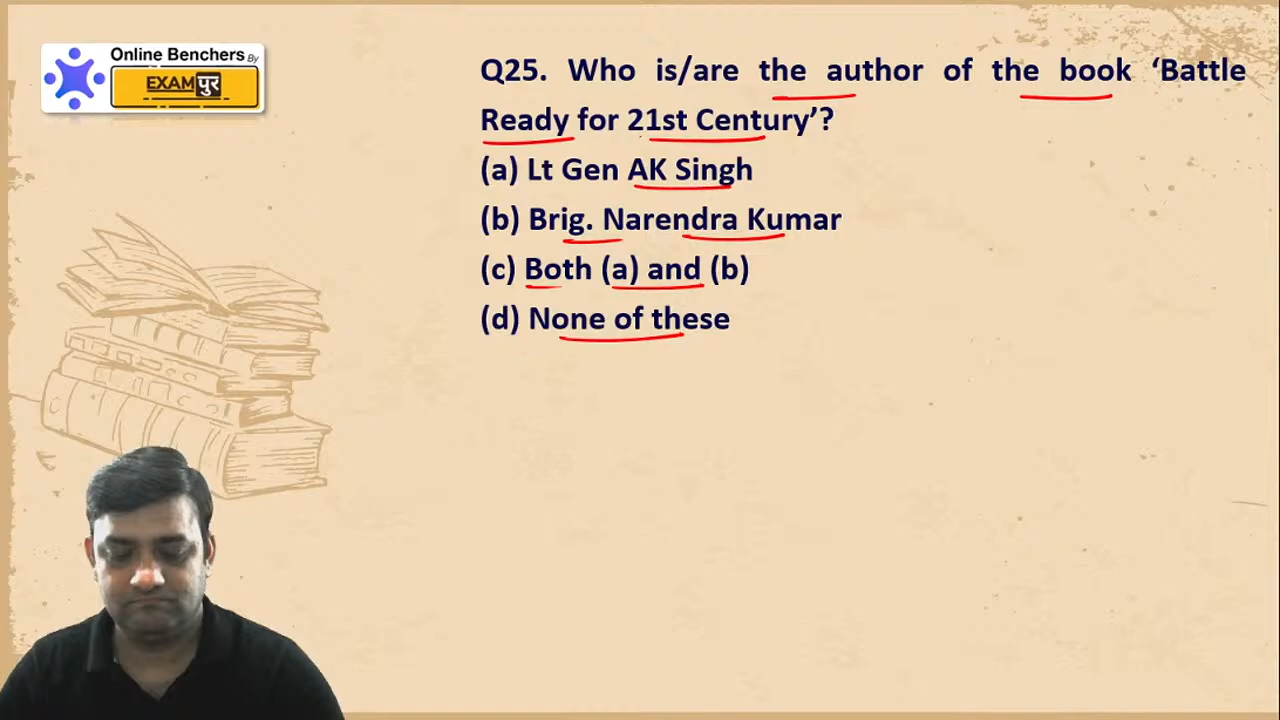 Online Benchers By
EXAMपुर
Q25. Who is/are the author of the book ‘Battle
Ready for 21st Century’?
(a) Lt Gen AK Singh
(b) Brig. Narendra Kumar
(c) Both (a) and (b)
(d) None of these